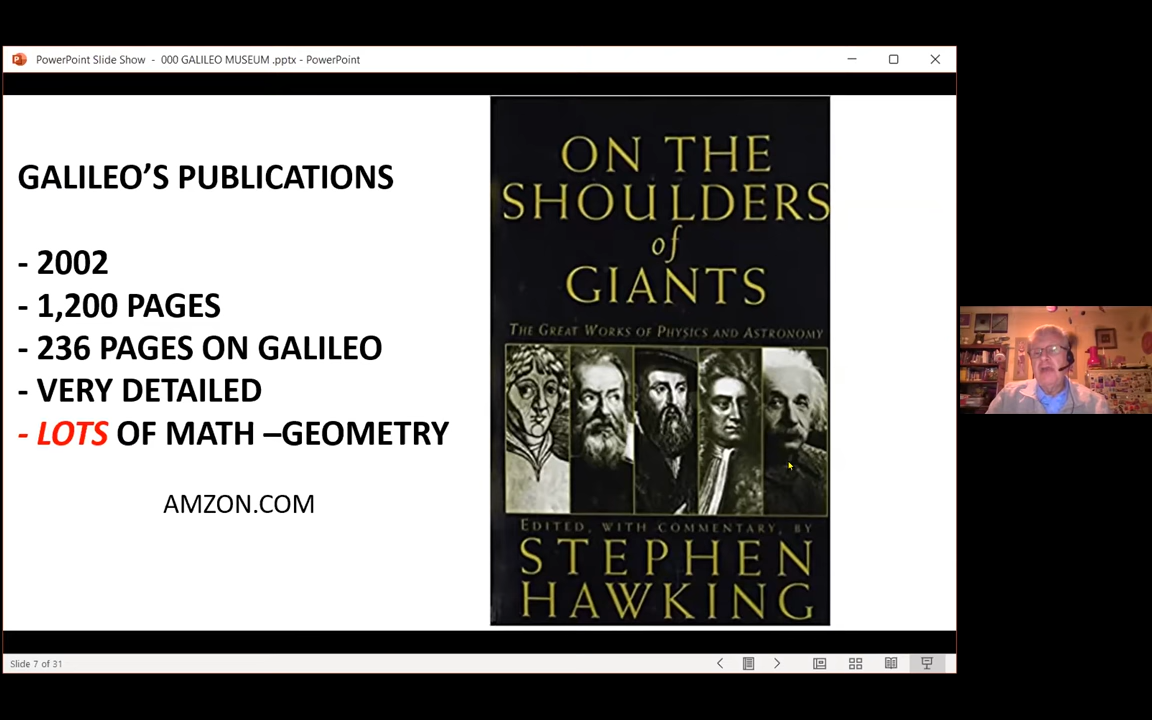 PowerPoint Slide Show - 000 GALILEO MUSEUM .pptx - PowerPoint
GALILEO’S PUBLICATIONS
- 2002
- 1,200 PAGES
- 236 PAGES ON GALILEO
- VERY DETAILED
- LOTS OF MATH –GEOMETRY
AMZON.COM
ON THE
SHOULDERS
of
GIANTS
THE GREAT WORKS OF PHYSICS AND ASTRONOMY
EDITED, WITH COMMENTARY, BY
STEPHEN
HAWKING
Slide 7 of 31